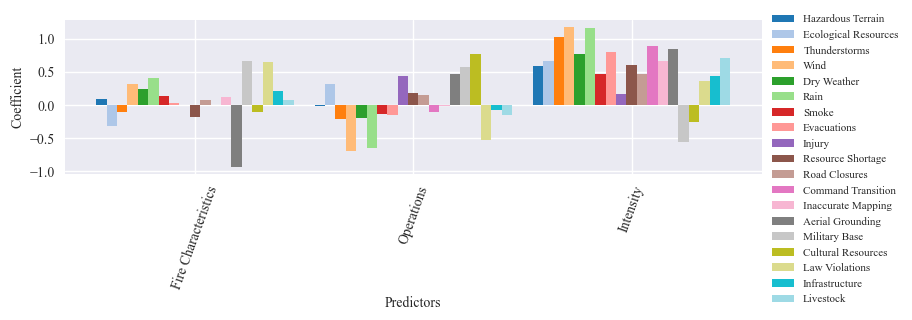 1.0
0.5
0.0
−0.5
−1.0
Coefficient
Fire Characteristics
Operations
Intensity
Predictors
Hazardous Terrain
Ecological Resources
Thunderstorms
Wind
Dry Weather
Rain
Smoke
Evacuations
Injury
Resource Shortage
Road Closures
Command Transition
Inaccurate Mapping
Aerial Grounding
Military Base
Cultural Resources
Law Violations
Infrastructure
Livestock